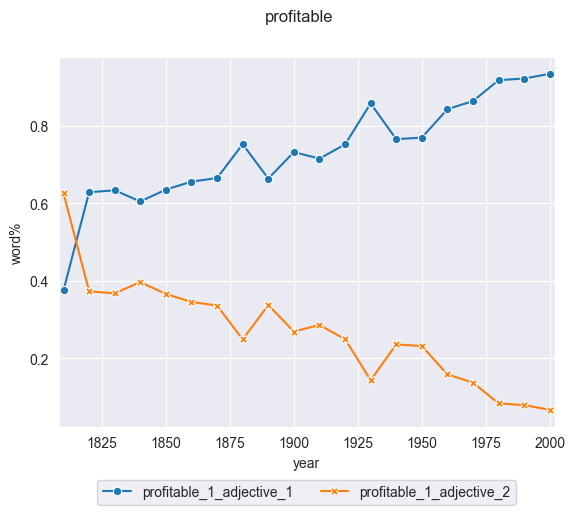 profitable
word%
0.8
0.6
0.4
0.2
1825 1850 1875 1900 1925 1950 1975 2000
year
profitable_1_adjective_1 profitable_1_adjective_2